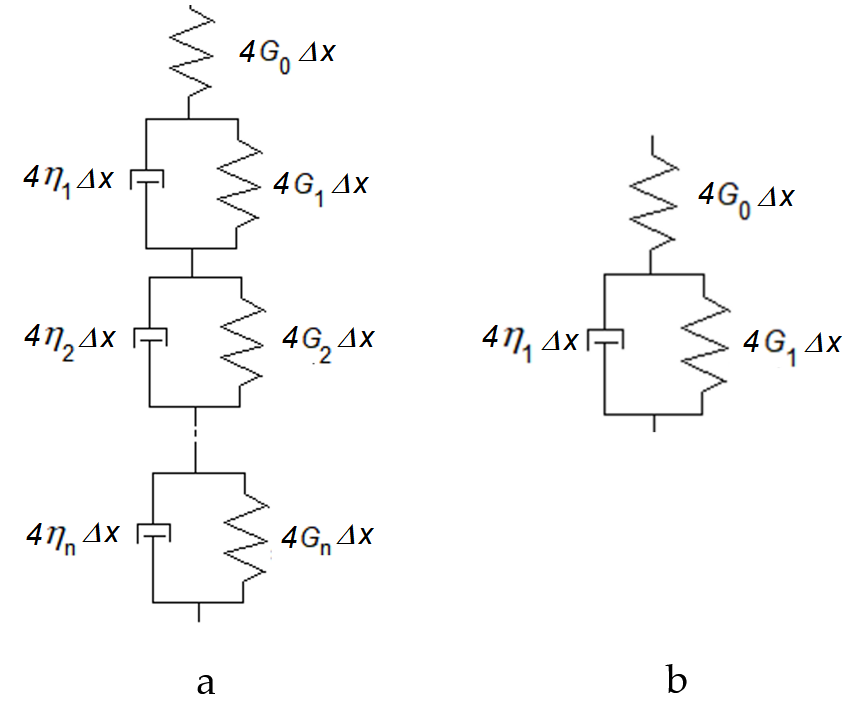 4G₀ Δx
4η₁ Δx
4G₁ Δx
4η₂ Δx
4G₂ Δx
4ηₙ Δx
4Gₙ Δx
a
4G₀ Δx
4η₁ Δx
4G₁ Δx
b